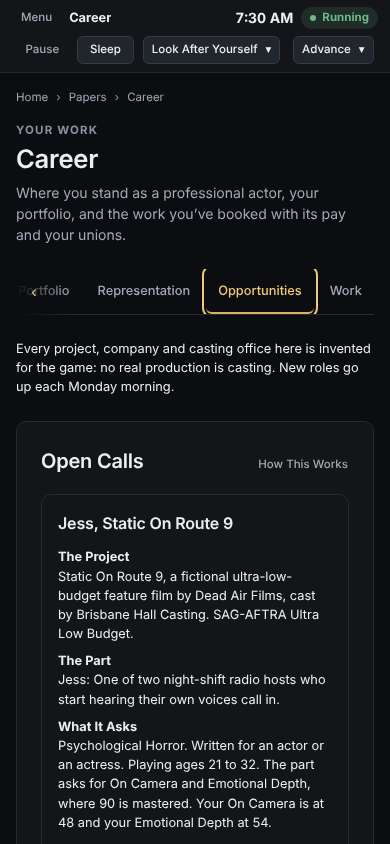 Menu Career 7:30 AM Running
Pause Sleep Look After Yourself Advance
Home › Papers › Career
YOUR WORK
Career
Where you stand as a professional actor, your
portfolio, and the work you've booked with its pay
and your unions.
Portfolio Representation Opportunities Work
Every project, company and casting office here is invented
for the game: no real production is casting. New roles go
up each Monday morning.
Open Calls How This Works
Jess, Static On Route 9
The Project
Static On Route 9, a fictional ultra-low-
budget feature film by Dead Air Films, cast
by Brisbane Hall Casting. SAG-AFTRA Ultra
Low Budget.
The Part
Jess: One of two night-shift radio hosts who
start hearing their own voices call in.
What It Asks
Psychological Horror. Written for an actor or
an actress. Playing ages 21 to 32. The part
asks for On Camera and Emotional Depth,
where 90 is mastered. Your On Camera is at
48 and your Emotional Depth at 54.